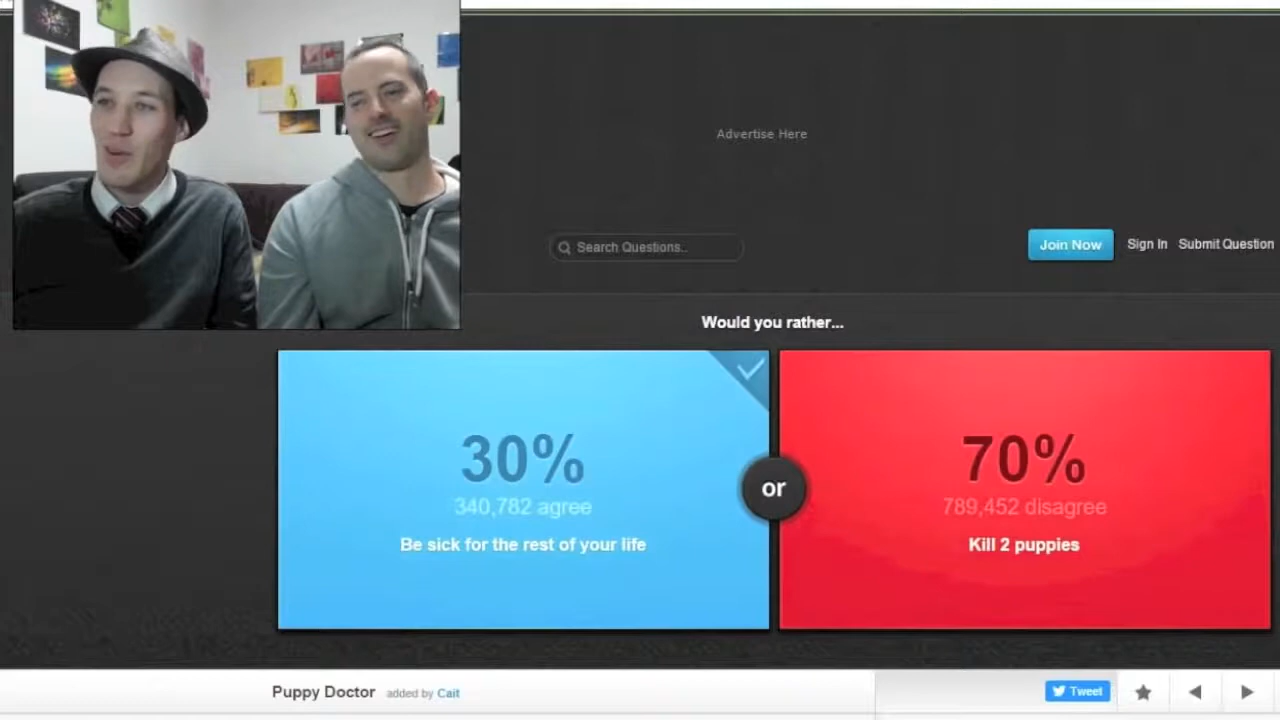 Advertise Here
Search Questions..
Join Now
Sign In
Submit Question
Would you rather...
30%
340,782 agree
Be sick for the rest of your life
or
70%
789,452 disagree
Kill 2 puppies
Puppy Doctor added by Cait
Tweet